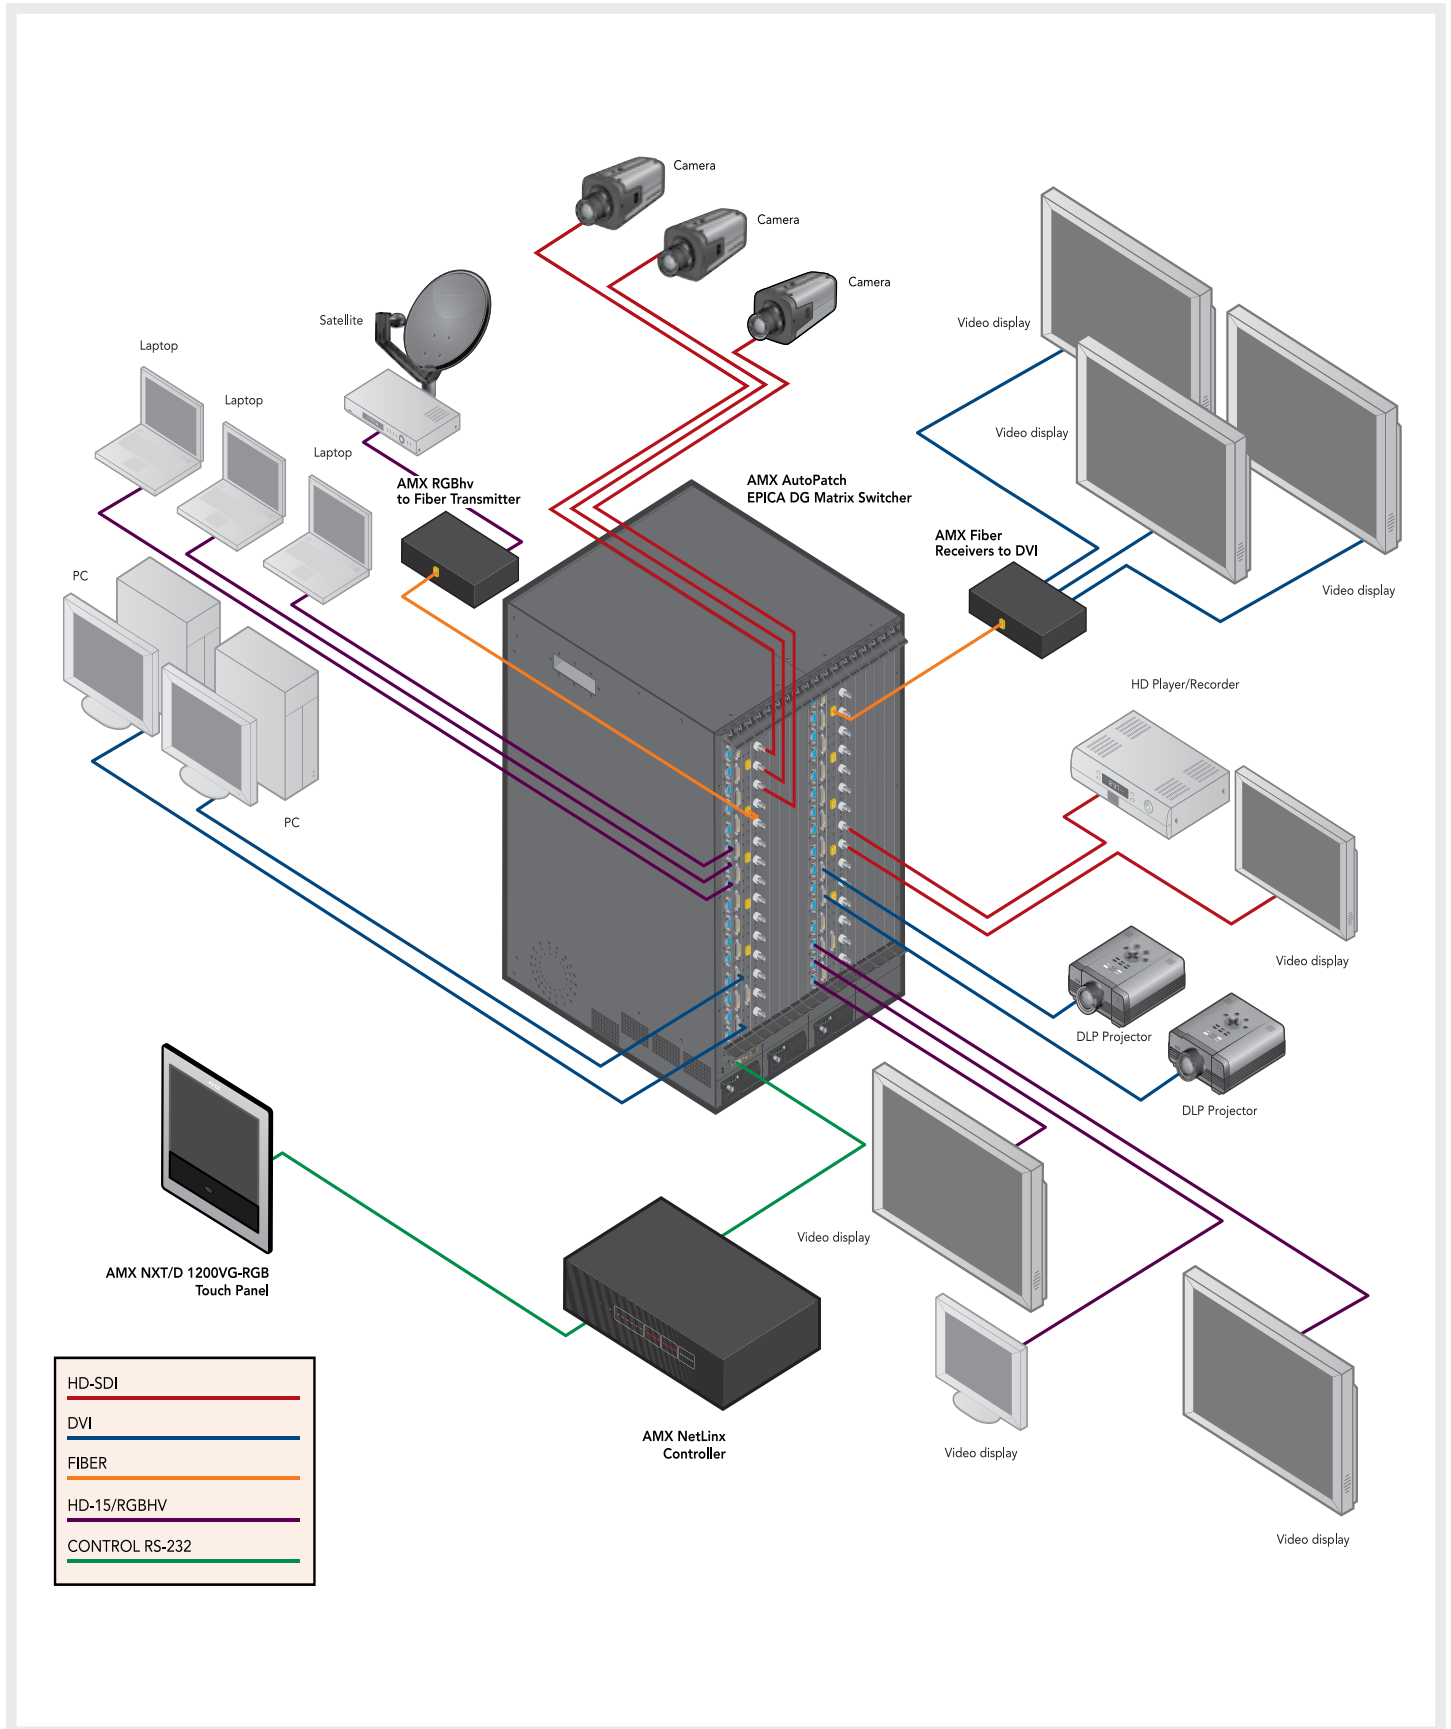 Camera
Camera
Camera
Satellite
Laptop
Laptop
Laptop
Video display
Video display
Video display
AMX RGBhv
to Fiber Transmitter
AMX AutoPatch
EPICA DG Matrix Switcher
AMX Fiber
Receivers to DVI
PC
PC
HD Player/Recorder
Video display
DLP Projector
DLP Projector
Video display
AMX NXT/D 1200VG-RGB
Touch Panel
AMX NetLinx
Controller
Video display
Video display
HD-SDI
DVI
FIBER
HD-15/RGBHV
CONTROL RS-232